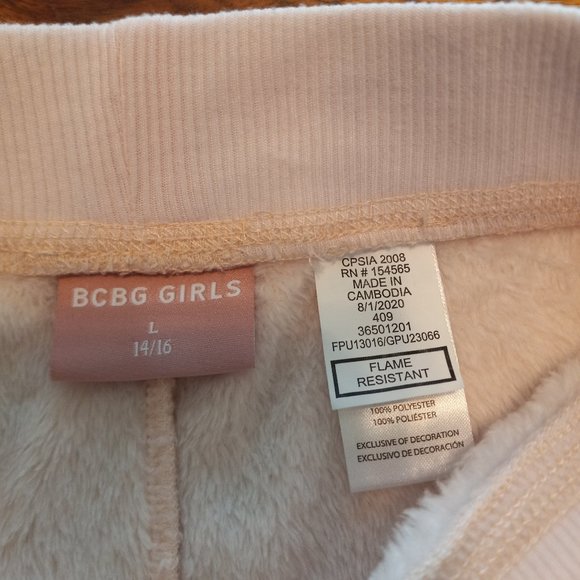 BCBG GIRLS
L
14/16
CPSIA 2008
RN # 154565
MADE IN
CAMBODIA
8/1/2020
409
36501201
FPU13016/GPU23066
FLAME
RESISTANT
100% POLYESTER
100% POLIÉSTER
EXCLUSIVE OF DECORATION
EXCLUSIVO DE DECORACIÓN